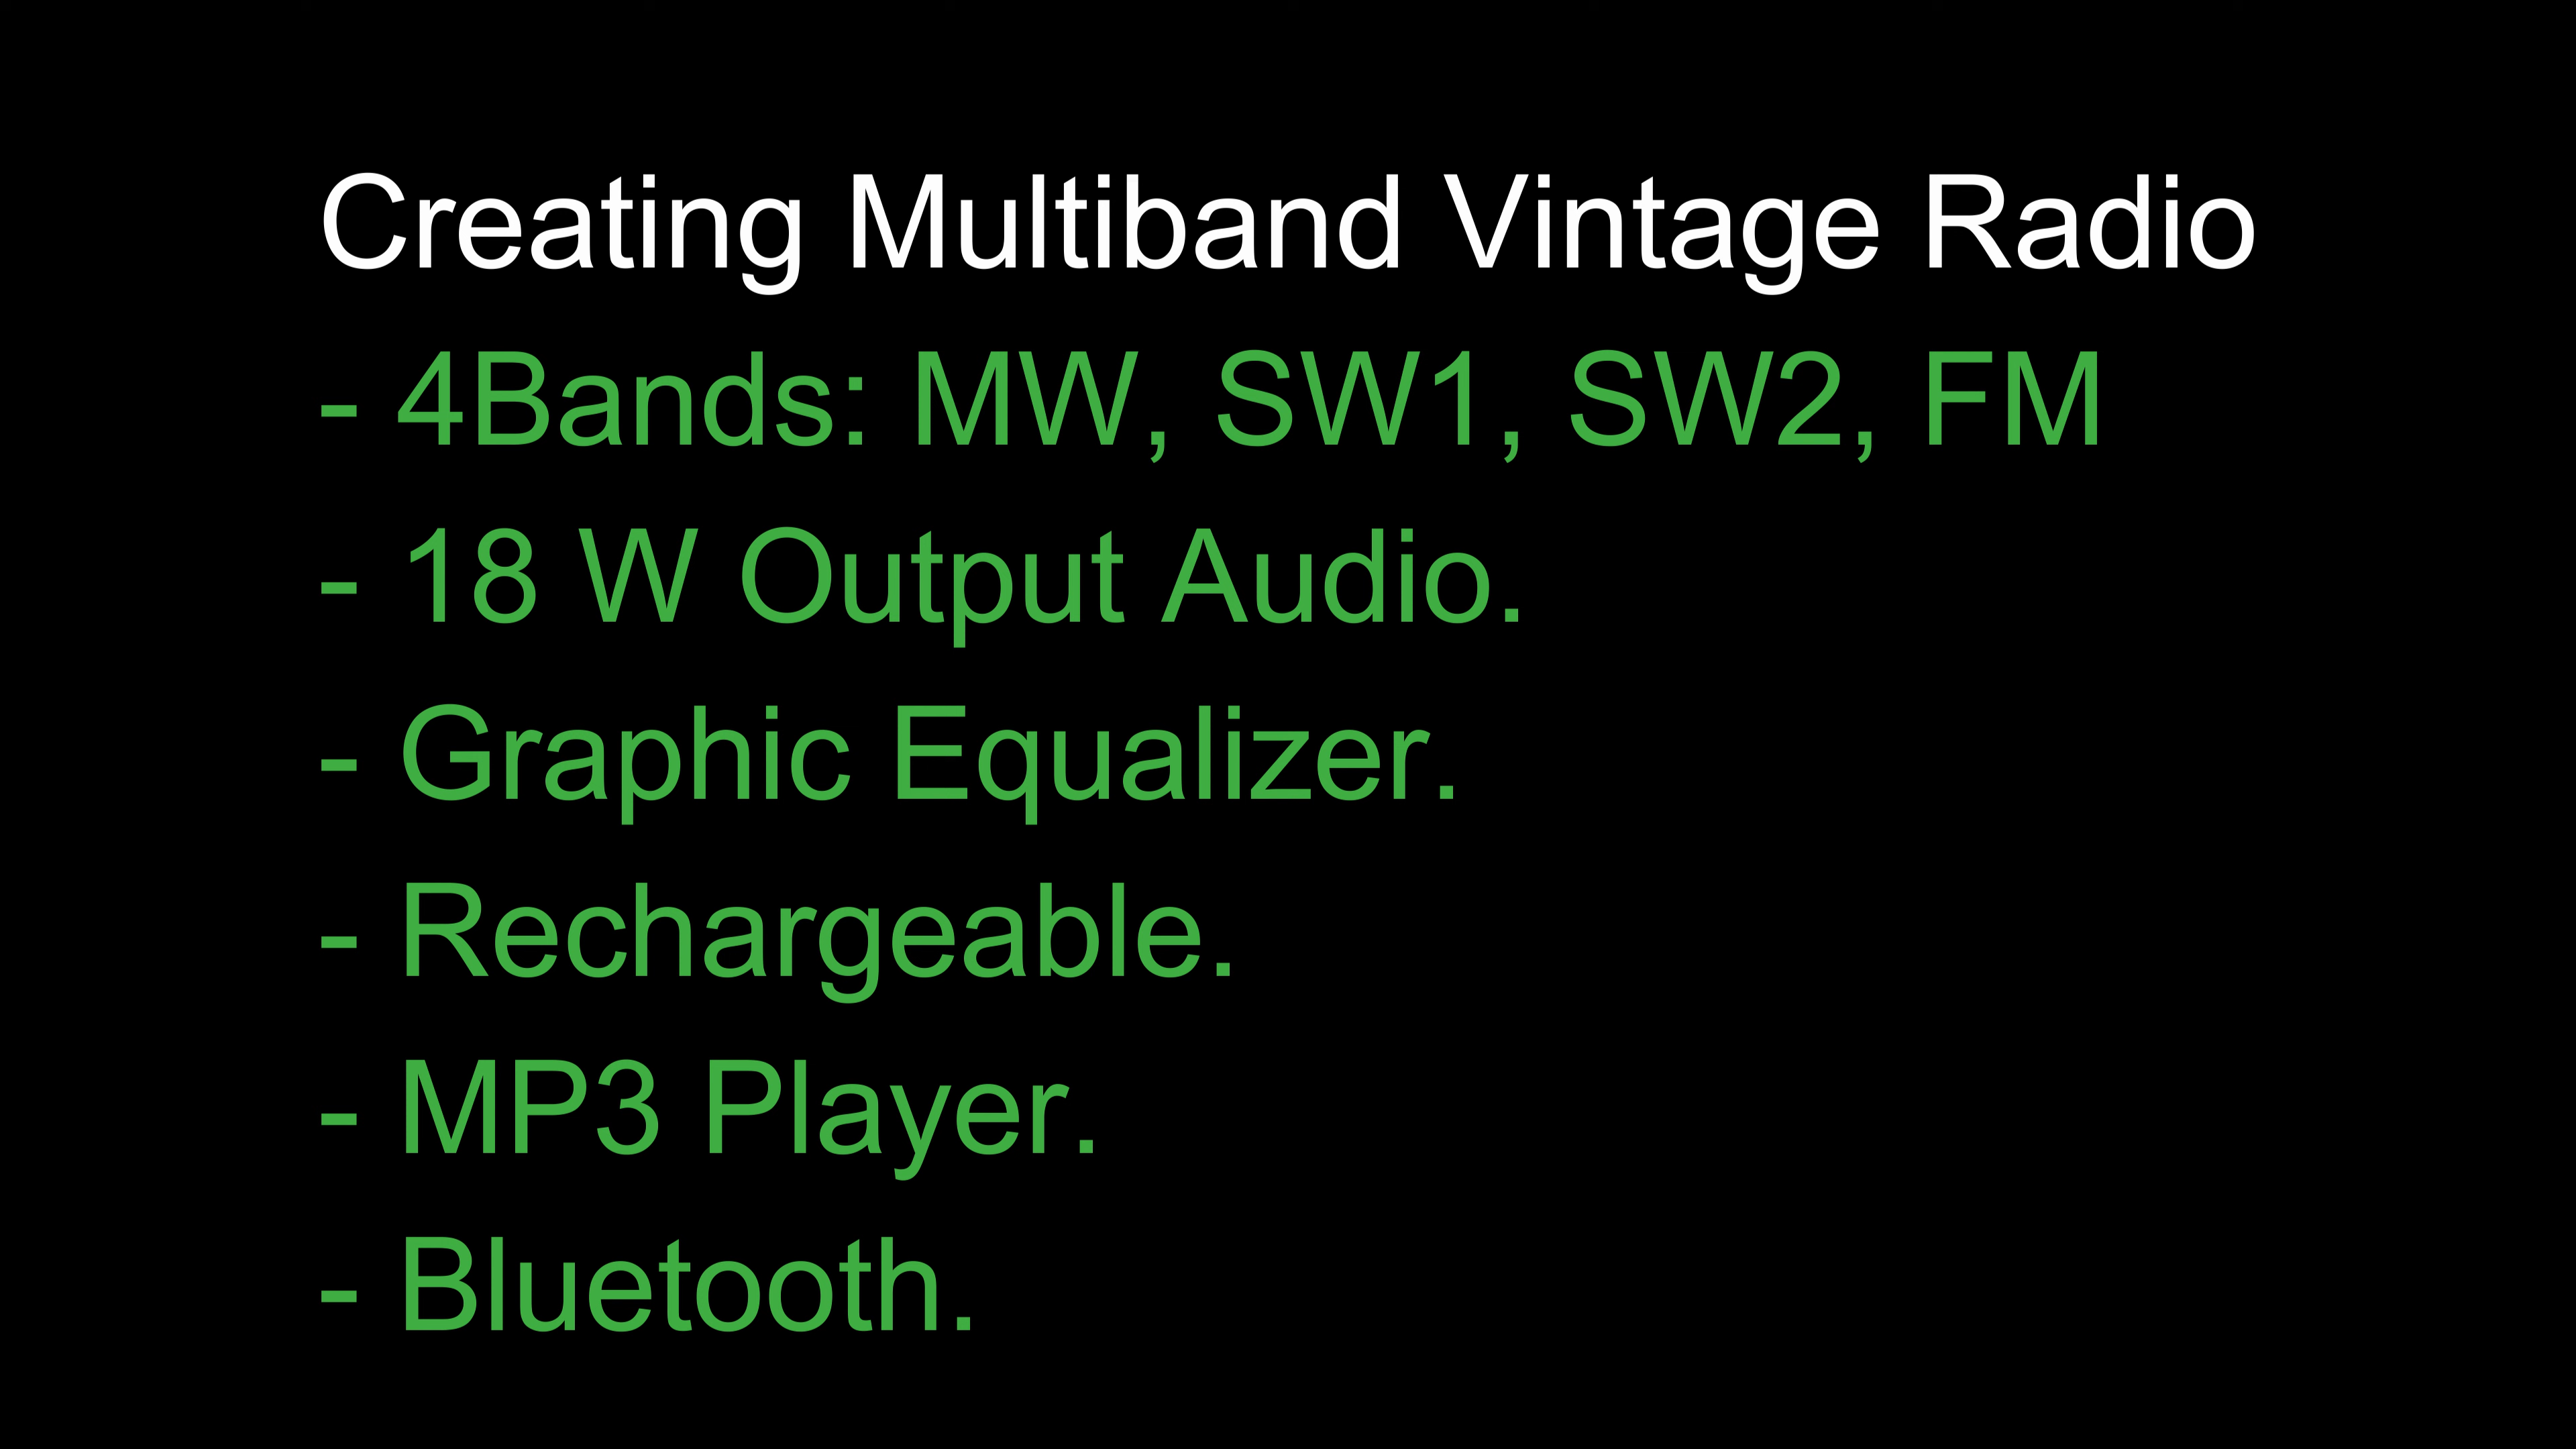 Creating Multiband Vintage Radio
- 4Bands: MW, SW1, SW2, FM
- 18 W Output Audio.
- Graphic Equalizer.
- Rechargeable.
- MP3 Player.
- Bluetooth.